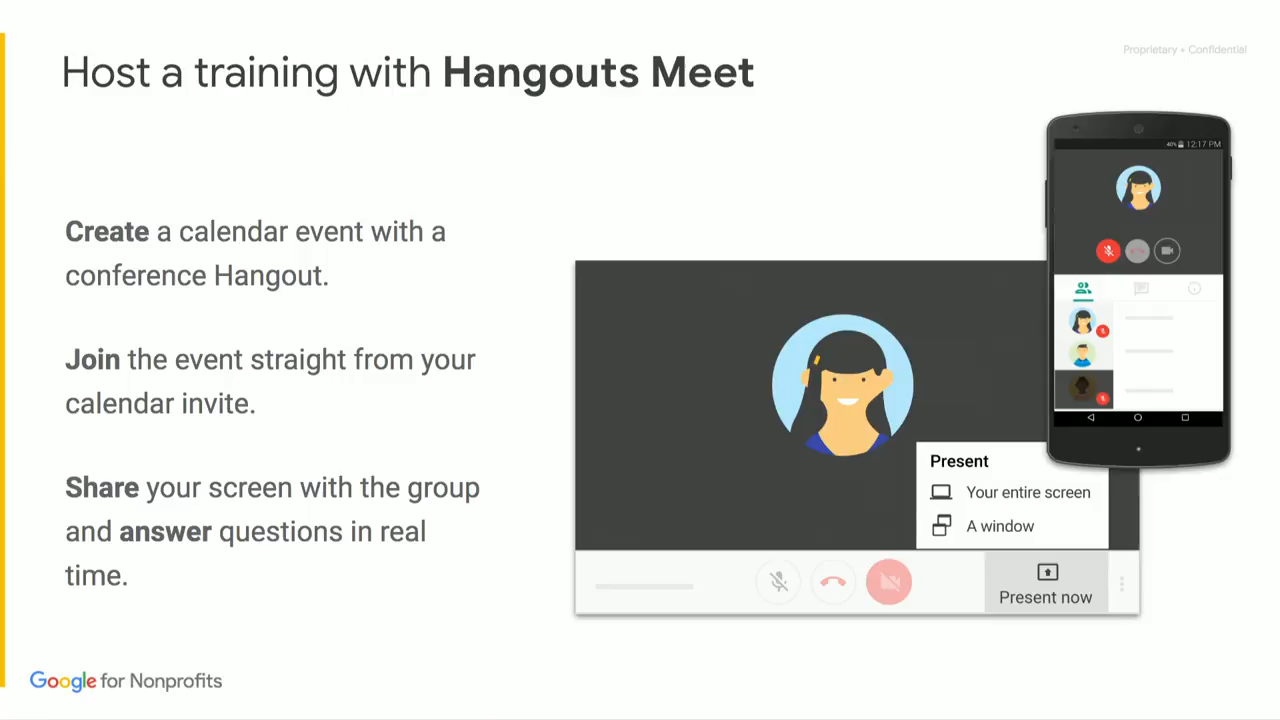 Proprietary + Confidential
Host a training with Hangouts Meet
Create a calendar event with a
conference Hangout.
Join the event straight from your
calendar invite.
Share your screen with the group
and answer questions in real
time.
40% 12:17 PM
Present
Your entire screen
A window
Present now
Google for Nonprofits